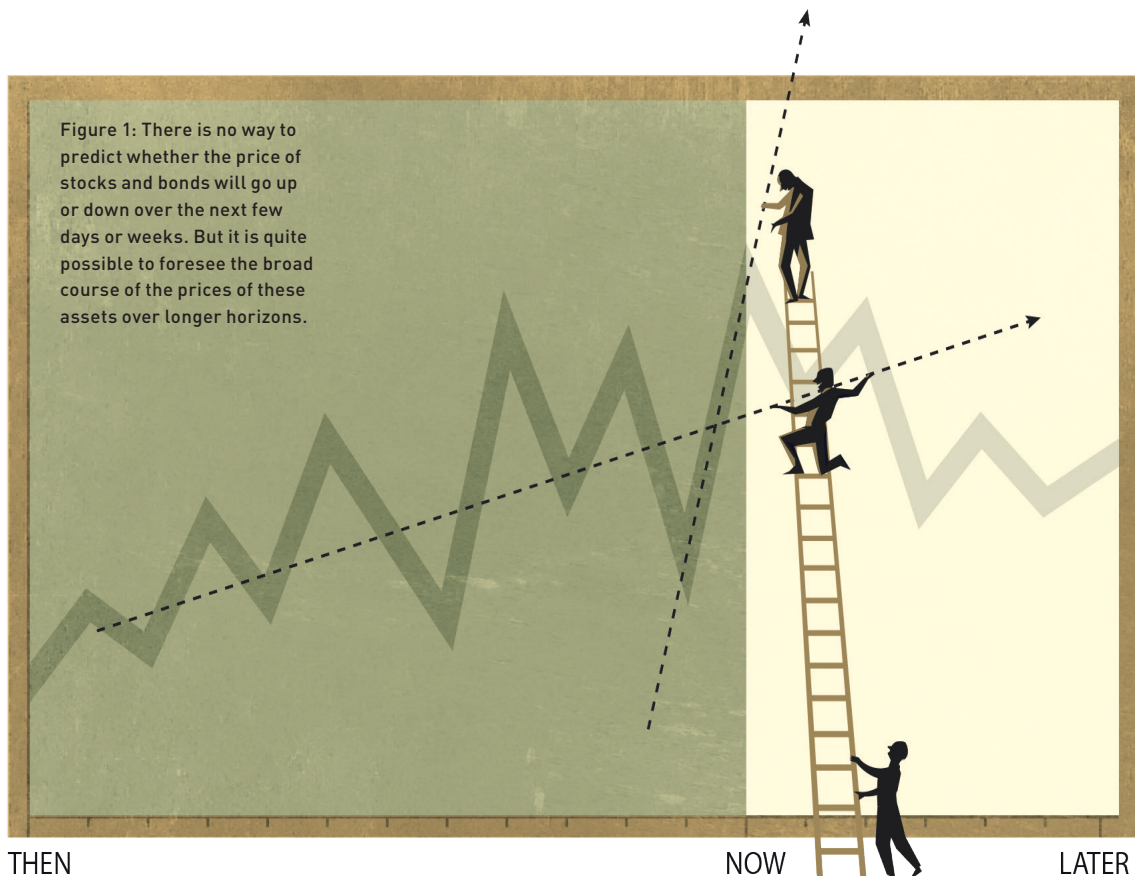 Figure 1: There is no way to
predict whether the price of
stocks and bonds will go up
or down over the next few
days or weeks. But it is quite
possible to foresee the broad
course of the prices of these
assets over longer horizons.
THEN
NOW
LATER